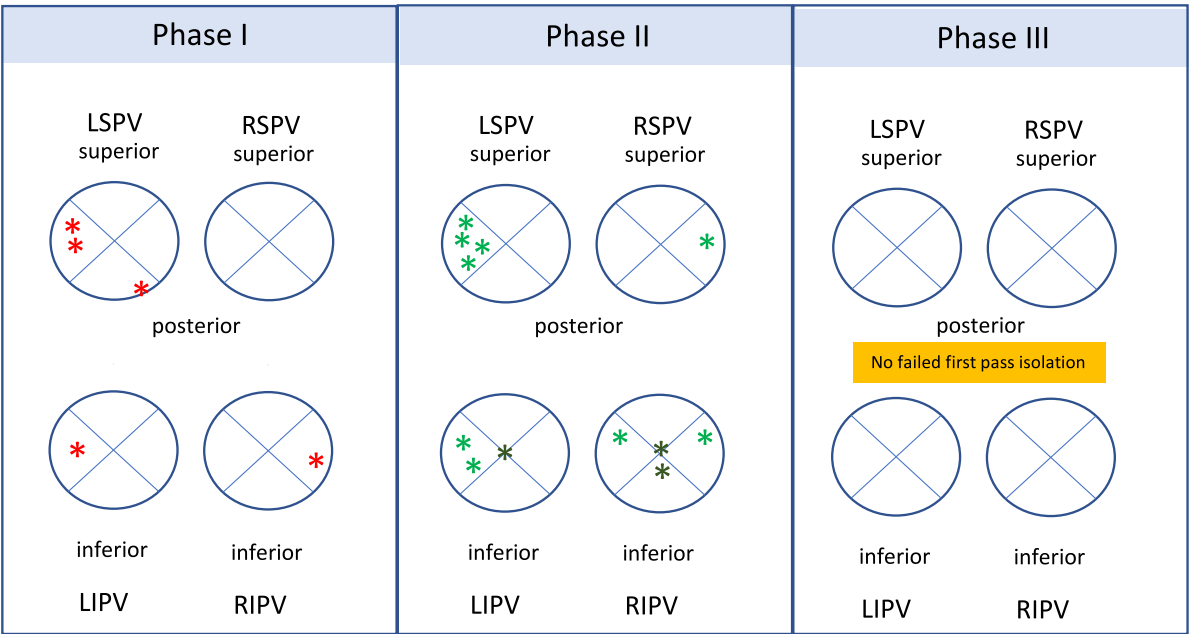 Phase I
LSPV RSPV
superior superior
* * *
posterior
* *
inferior inferior
LIPV RIPV
Phase II
LSPV RSPV
superior superior
* * * * *
posterior
* * * * * * *
inferior inferior
LIPV RIPV
Phase III
LSPV RSPV
superior superior
posterior
No failed first pass isolation
inferior inferior
LIPV RIPV